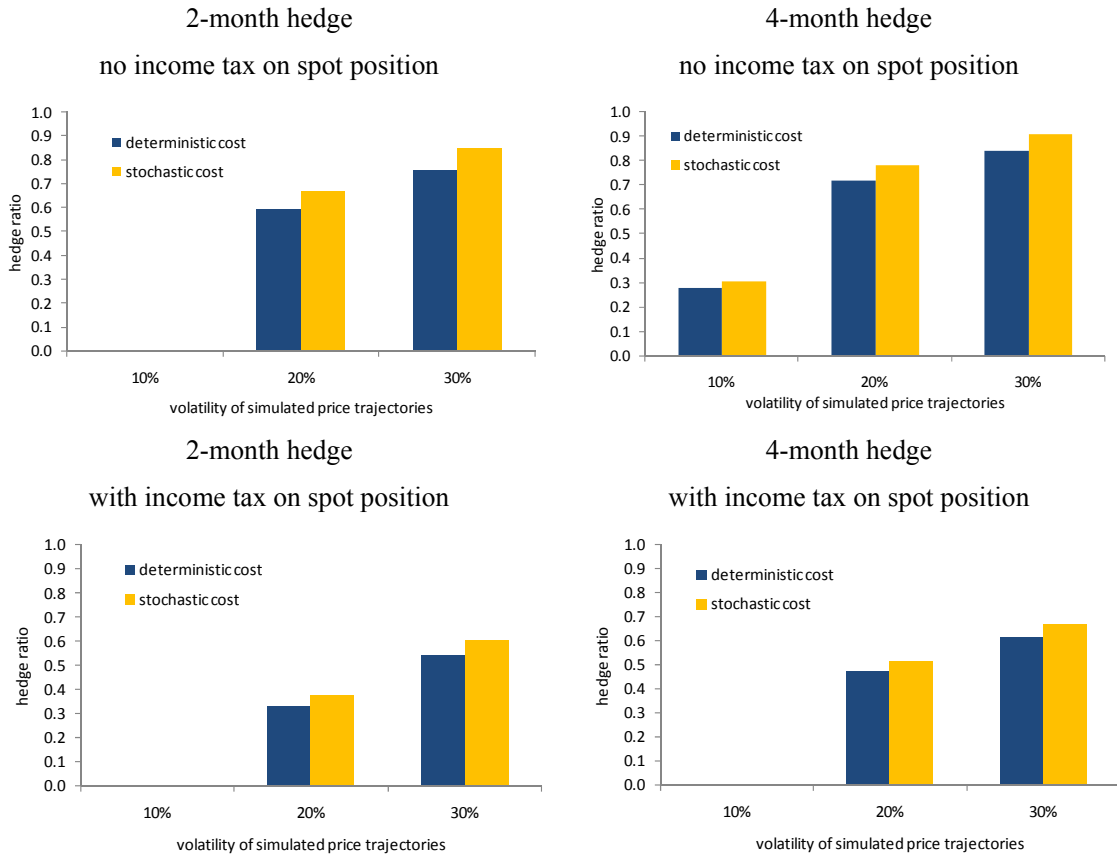 2-month hedge
no income tax on spot position
1.0
0.9
0.8
0.7
0.6
0.5
0.4
0.3
0.2
0.1
0.0
hedge ratio
deterministic cost
stochastic cost
10% 20% 30%
volatility of simulated price trajectories
4-month hedge
no income tax on spot position
1.0
0.9
0.8
0.7
0.6
0.5
0.4
0.3
0.2
0.1
0.0
hedge ratio
deterministic cost
stochastic cost
10% 20% 30%
volatility of simulated price trajectories
2-month hedge
with income tax on spot position
1.0
0.9
0.8
0.7
0.6
0.5
0.4
0.3
0.2
0.1
0.0
hedge ratio
deterministic cost
stochastic cost
10% 20% 30%
volatility of simulated price trajectories
4-month hedge
with income tax on spot position
1.0
0.9
0.8
0.7
0.6
0.5
0.4
0.3
0.2
0.1
0.0
hedge ratio
deterministic cost
stochastic cost
10% 20% 30%
volatility of simulated price trajectories